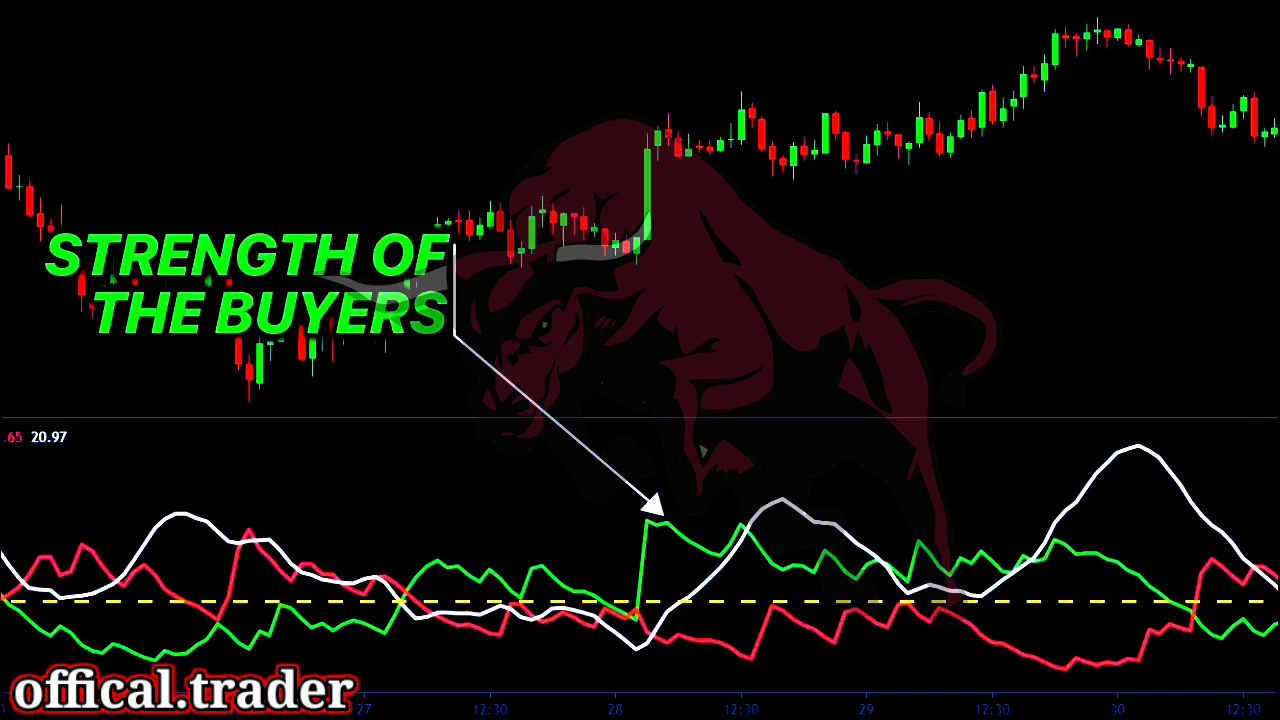 STRENGTH OF
THE BUYERS
.65 20.97
offical.trader
27 12:30 28 12:30 29 12:30 30 12:30